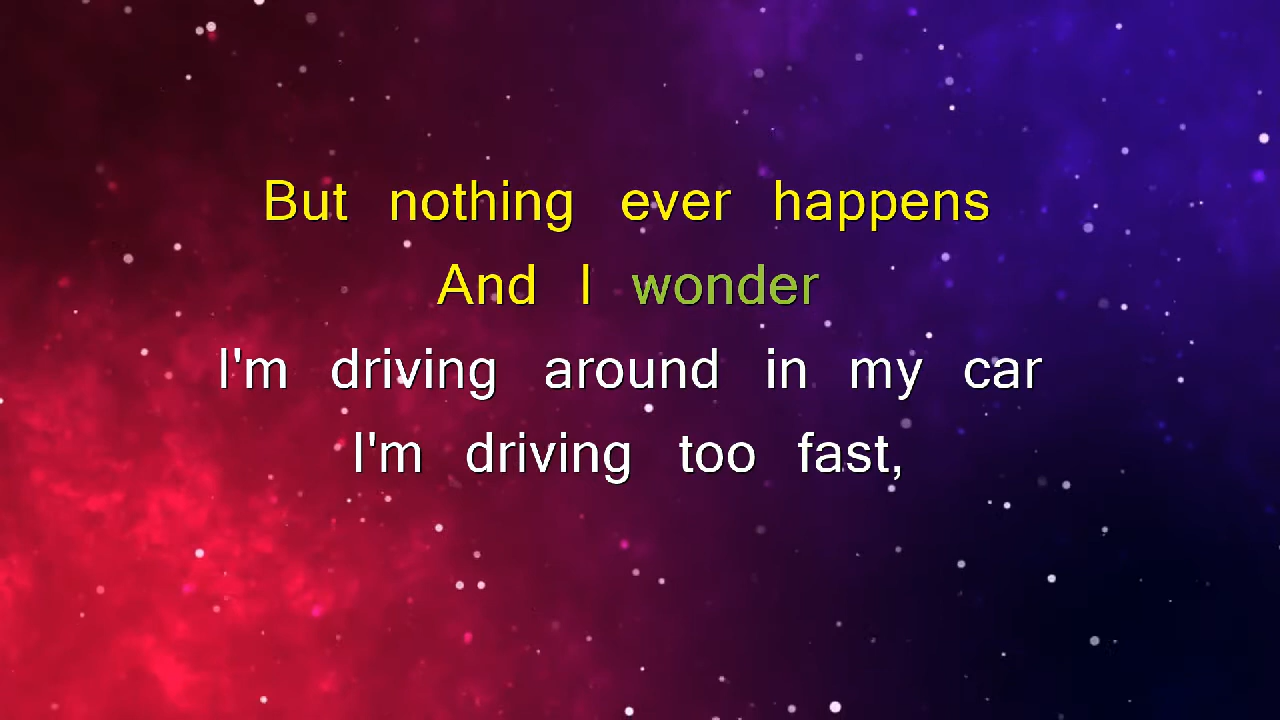 But nothing ever happens
And I wonder
I'm driving around in my car
I'm driving too fast,